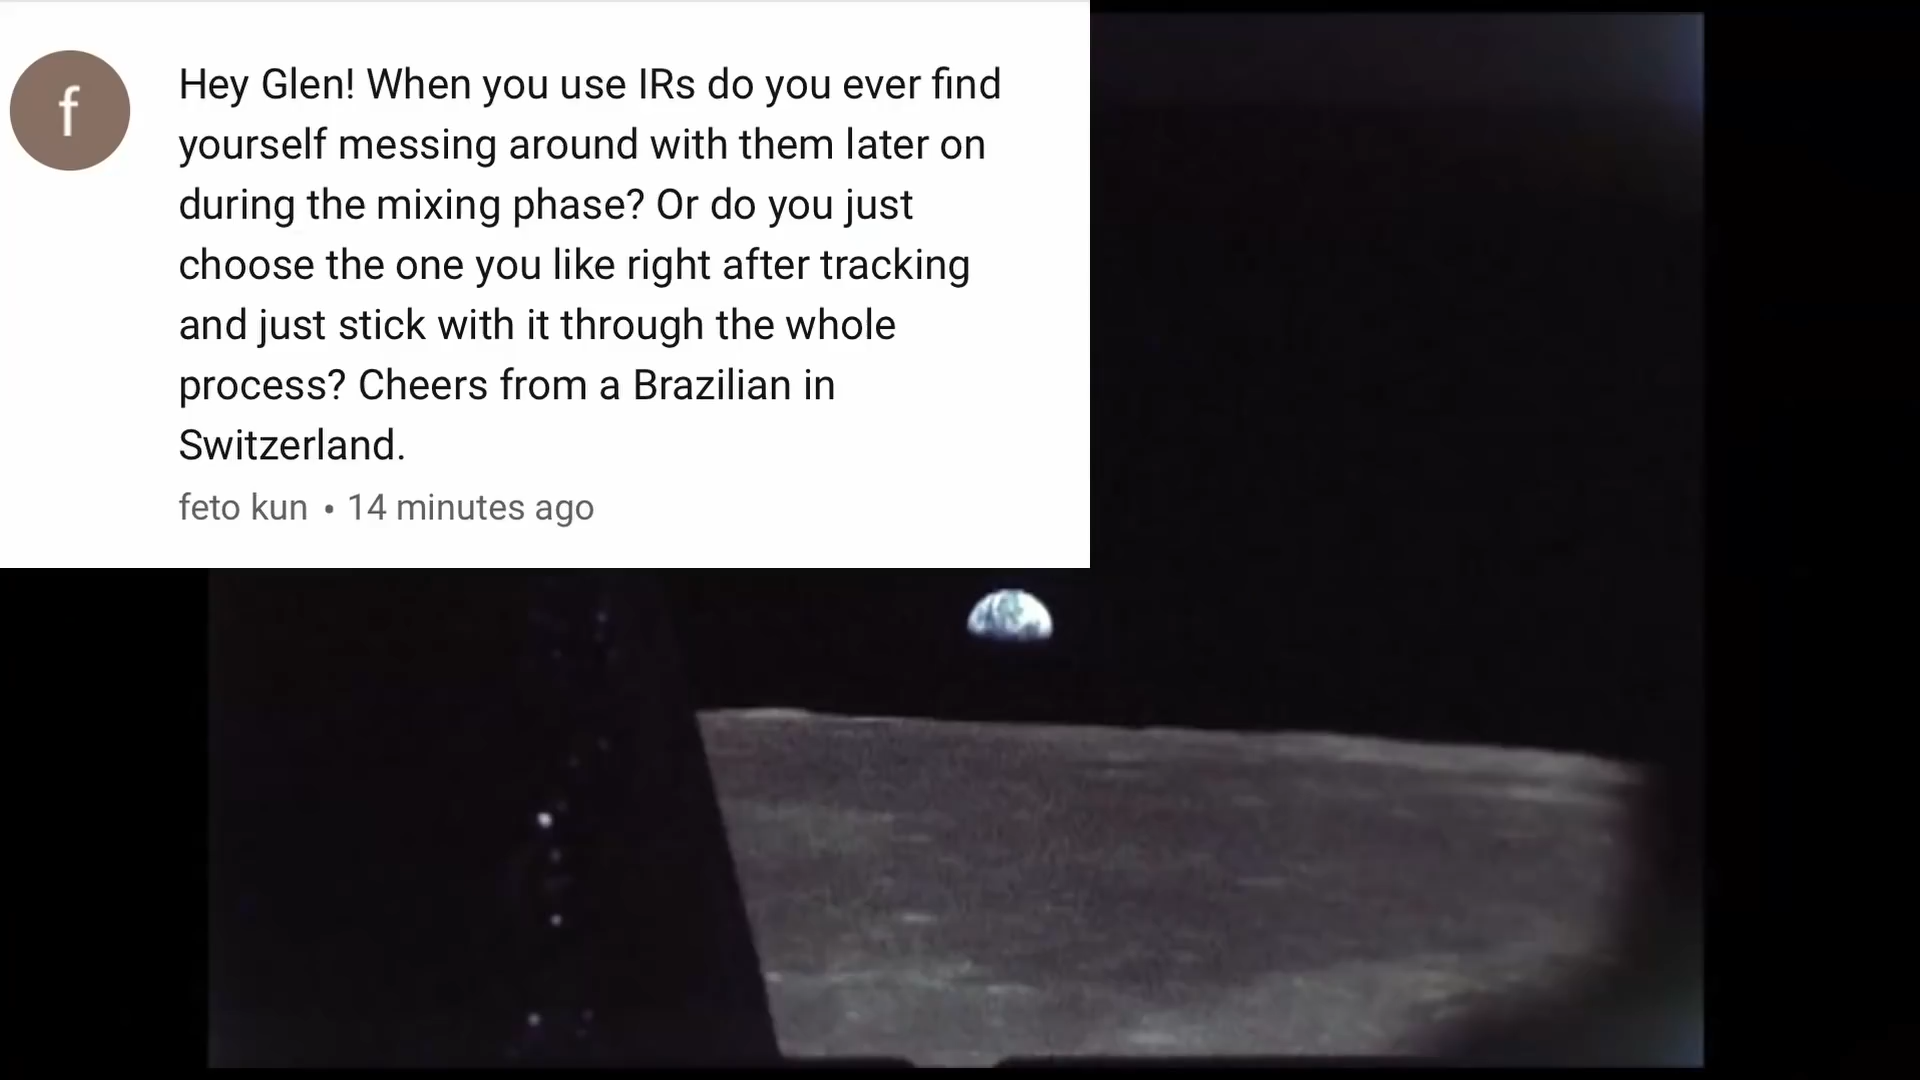 f
Hey Glen! When you use IRs do you ever find
yourself messing around with them later on
during the mixing phase? Or do you just
choose the one you like right after tracking
and just stick with it through the whole
process? Cheers from a Brazilian in
Switzerland.
feto kun • 14 minutes ago